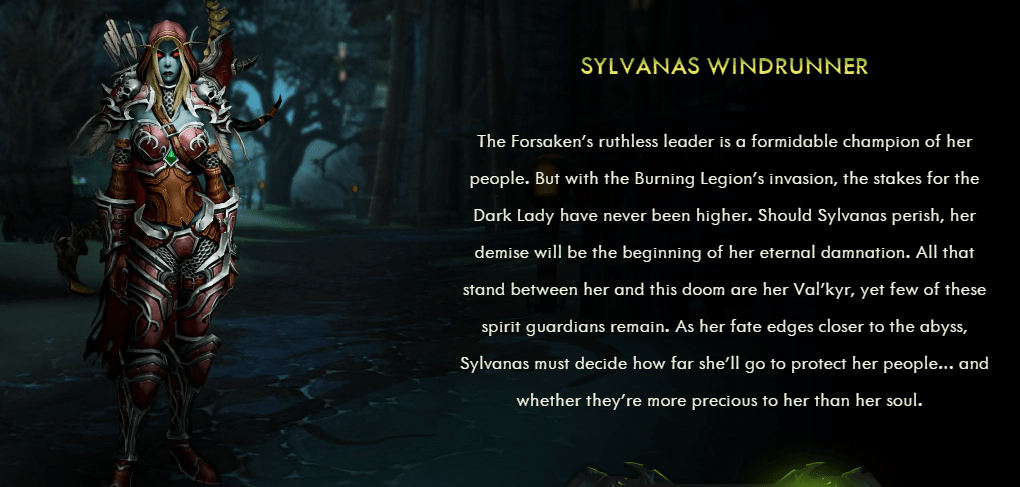 SYLVANAS WINDRUNNER
The Forsaken's ruthless leader is a formidable champion of her
people. But with the Burning Legion's invasion, the stakes for the
Dark Lady have never been higher. Should Sylvanas perish, her
demise will be the beginning of her eternal damnation. All that
stand between her and this doom are her Val'kyr, yet few of these
spirit guardians remain. As her fate edges closer to the abyss,
Sylvanas must decide how far she'll go to protect her people... and
whether they're more precious to her than her soul.